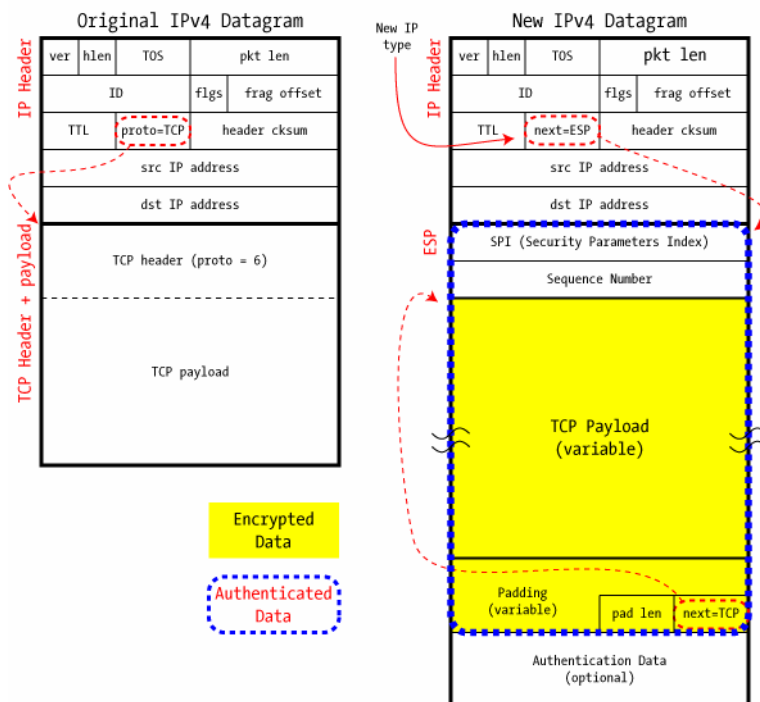 Original IPv4 Datagram
IP Header
ver hlen TOS pkt len
ID flgs frag offset
TTL proto=TCP header cksum
src IP address
dst IP address
TCP Header + payload
TCP header (proto = 6)
TCP payload
Encrypted
Data
Authenticated
Data
New IPv4 Datagram
New IP
type
IP Header
ver hlen TOS pkt len
ID flgs frag offset
TTL next=ESP header cksum
src IP address
dst IP address
ESP
SPI (Security Parameters Index)
Sequence Number
TCP Payload
(variable)
Padding
(variable)
pad len next=TCP
Authentication Data
(optional)